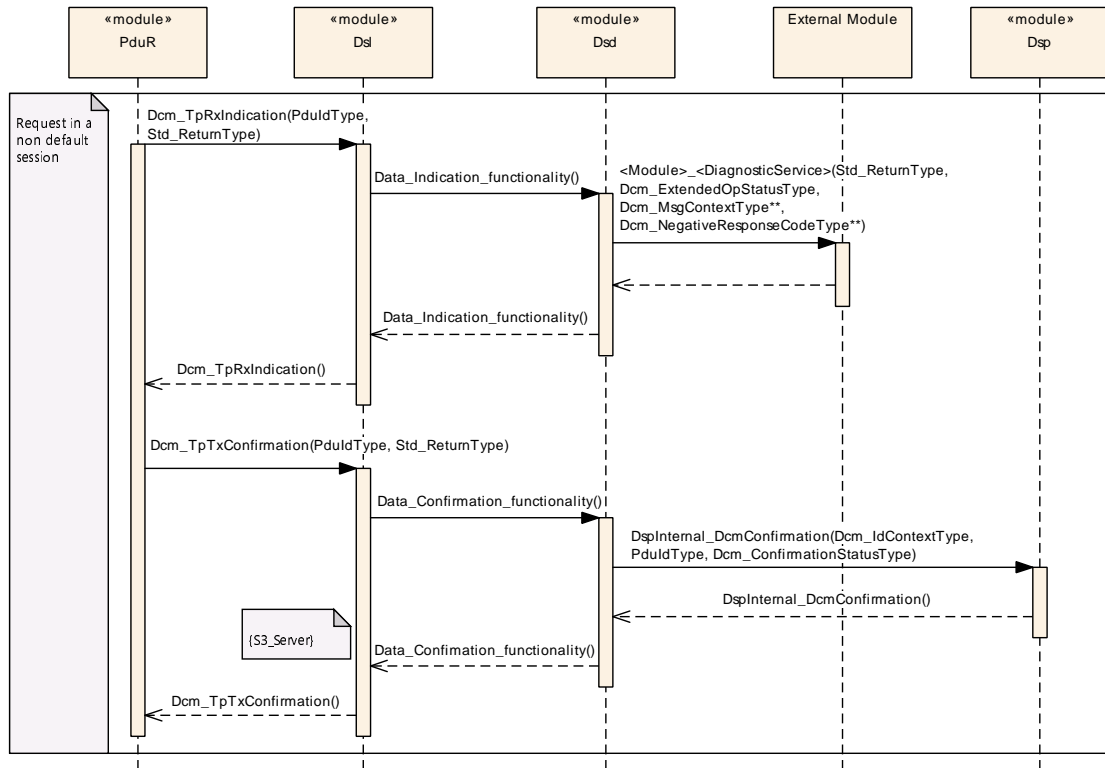 «module»
PduR
«module»
Dsl
«module»
Dsd
External Module
«module»
Dsp
Request in a
non default
session
Dcm_TpRxIndication(PduIdType,
Std_ReturnType)
Data_Indication_functionality()
<Module>_<DiagnosticService>(Std_ReturnType,
Dcm_ExtendedOpStatusType,
Dcm_MsgContextType**,
Dcm_NegativeResponseCodeType**)
Data_Indication_functionality()
Dcm_TpRxIndication()
Dcm_TpTxConfirmation(PduIdType, Std_ReturnType)
Data_Confirmation_functionality()
DspInternal_DcmConfirmation(Dcm_IdContextType,
PduIdType, Dcm_ConfirmationStatusType)
DspInternal_DcmConfirmation()
{S3_Server}
Data_Confimation_functionality()
Dcm_TpTxConfirmation()